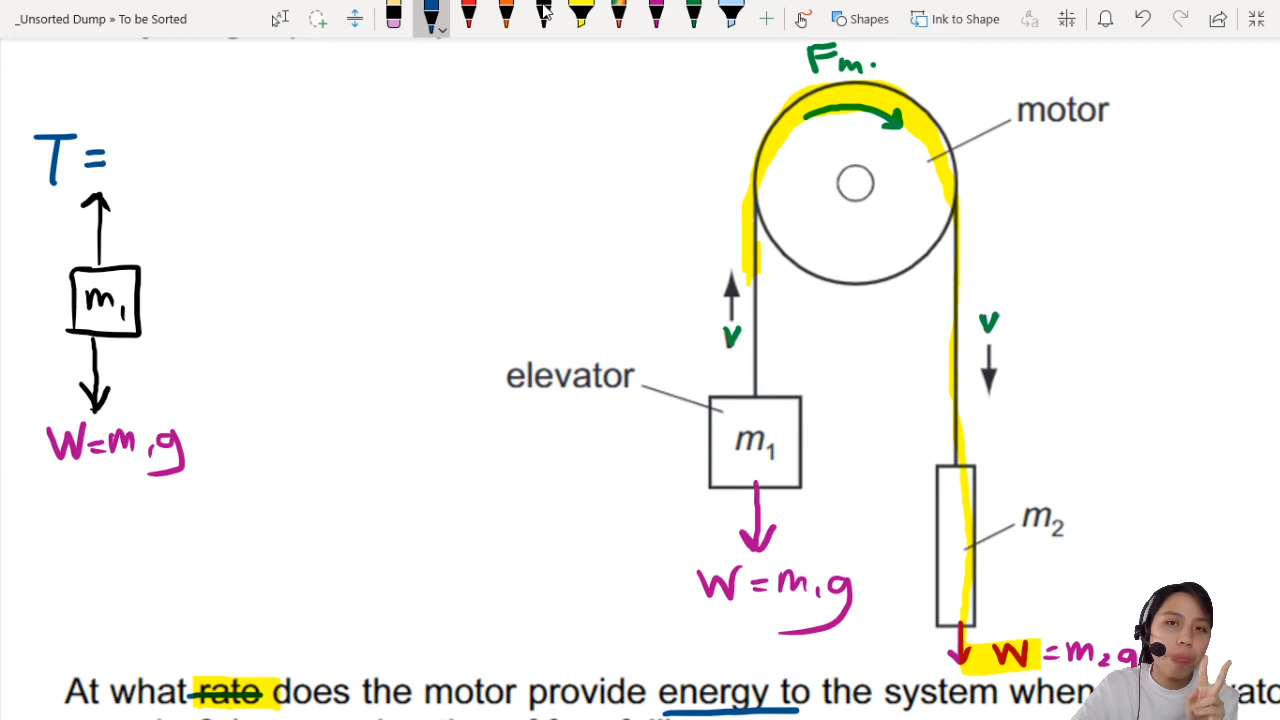 _Unsorted Dump » To be Sorted
Shapes
Ink to Shape
Fm.
motor
T=
m1
W=m1g
v
v
elevator
m1
m2
W=m1g
W=m2g
At what rate does the motor provide energy to the system when